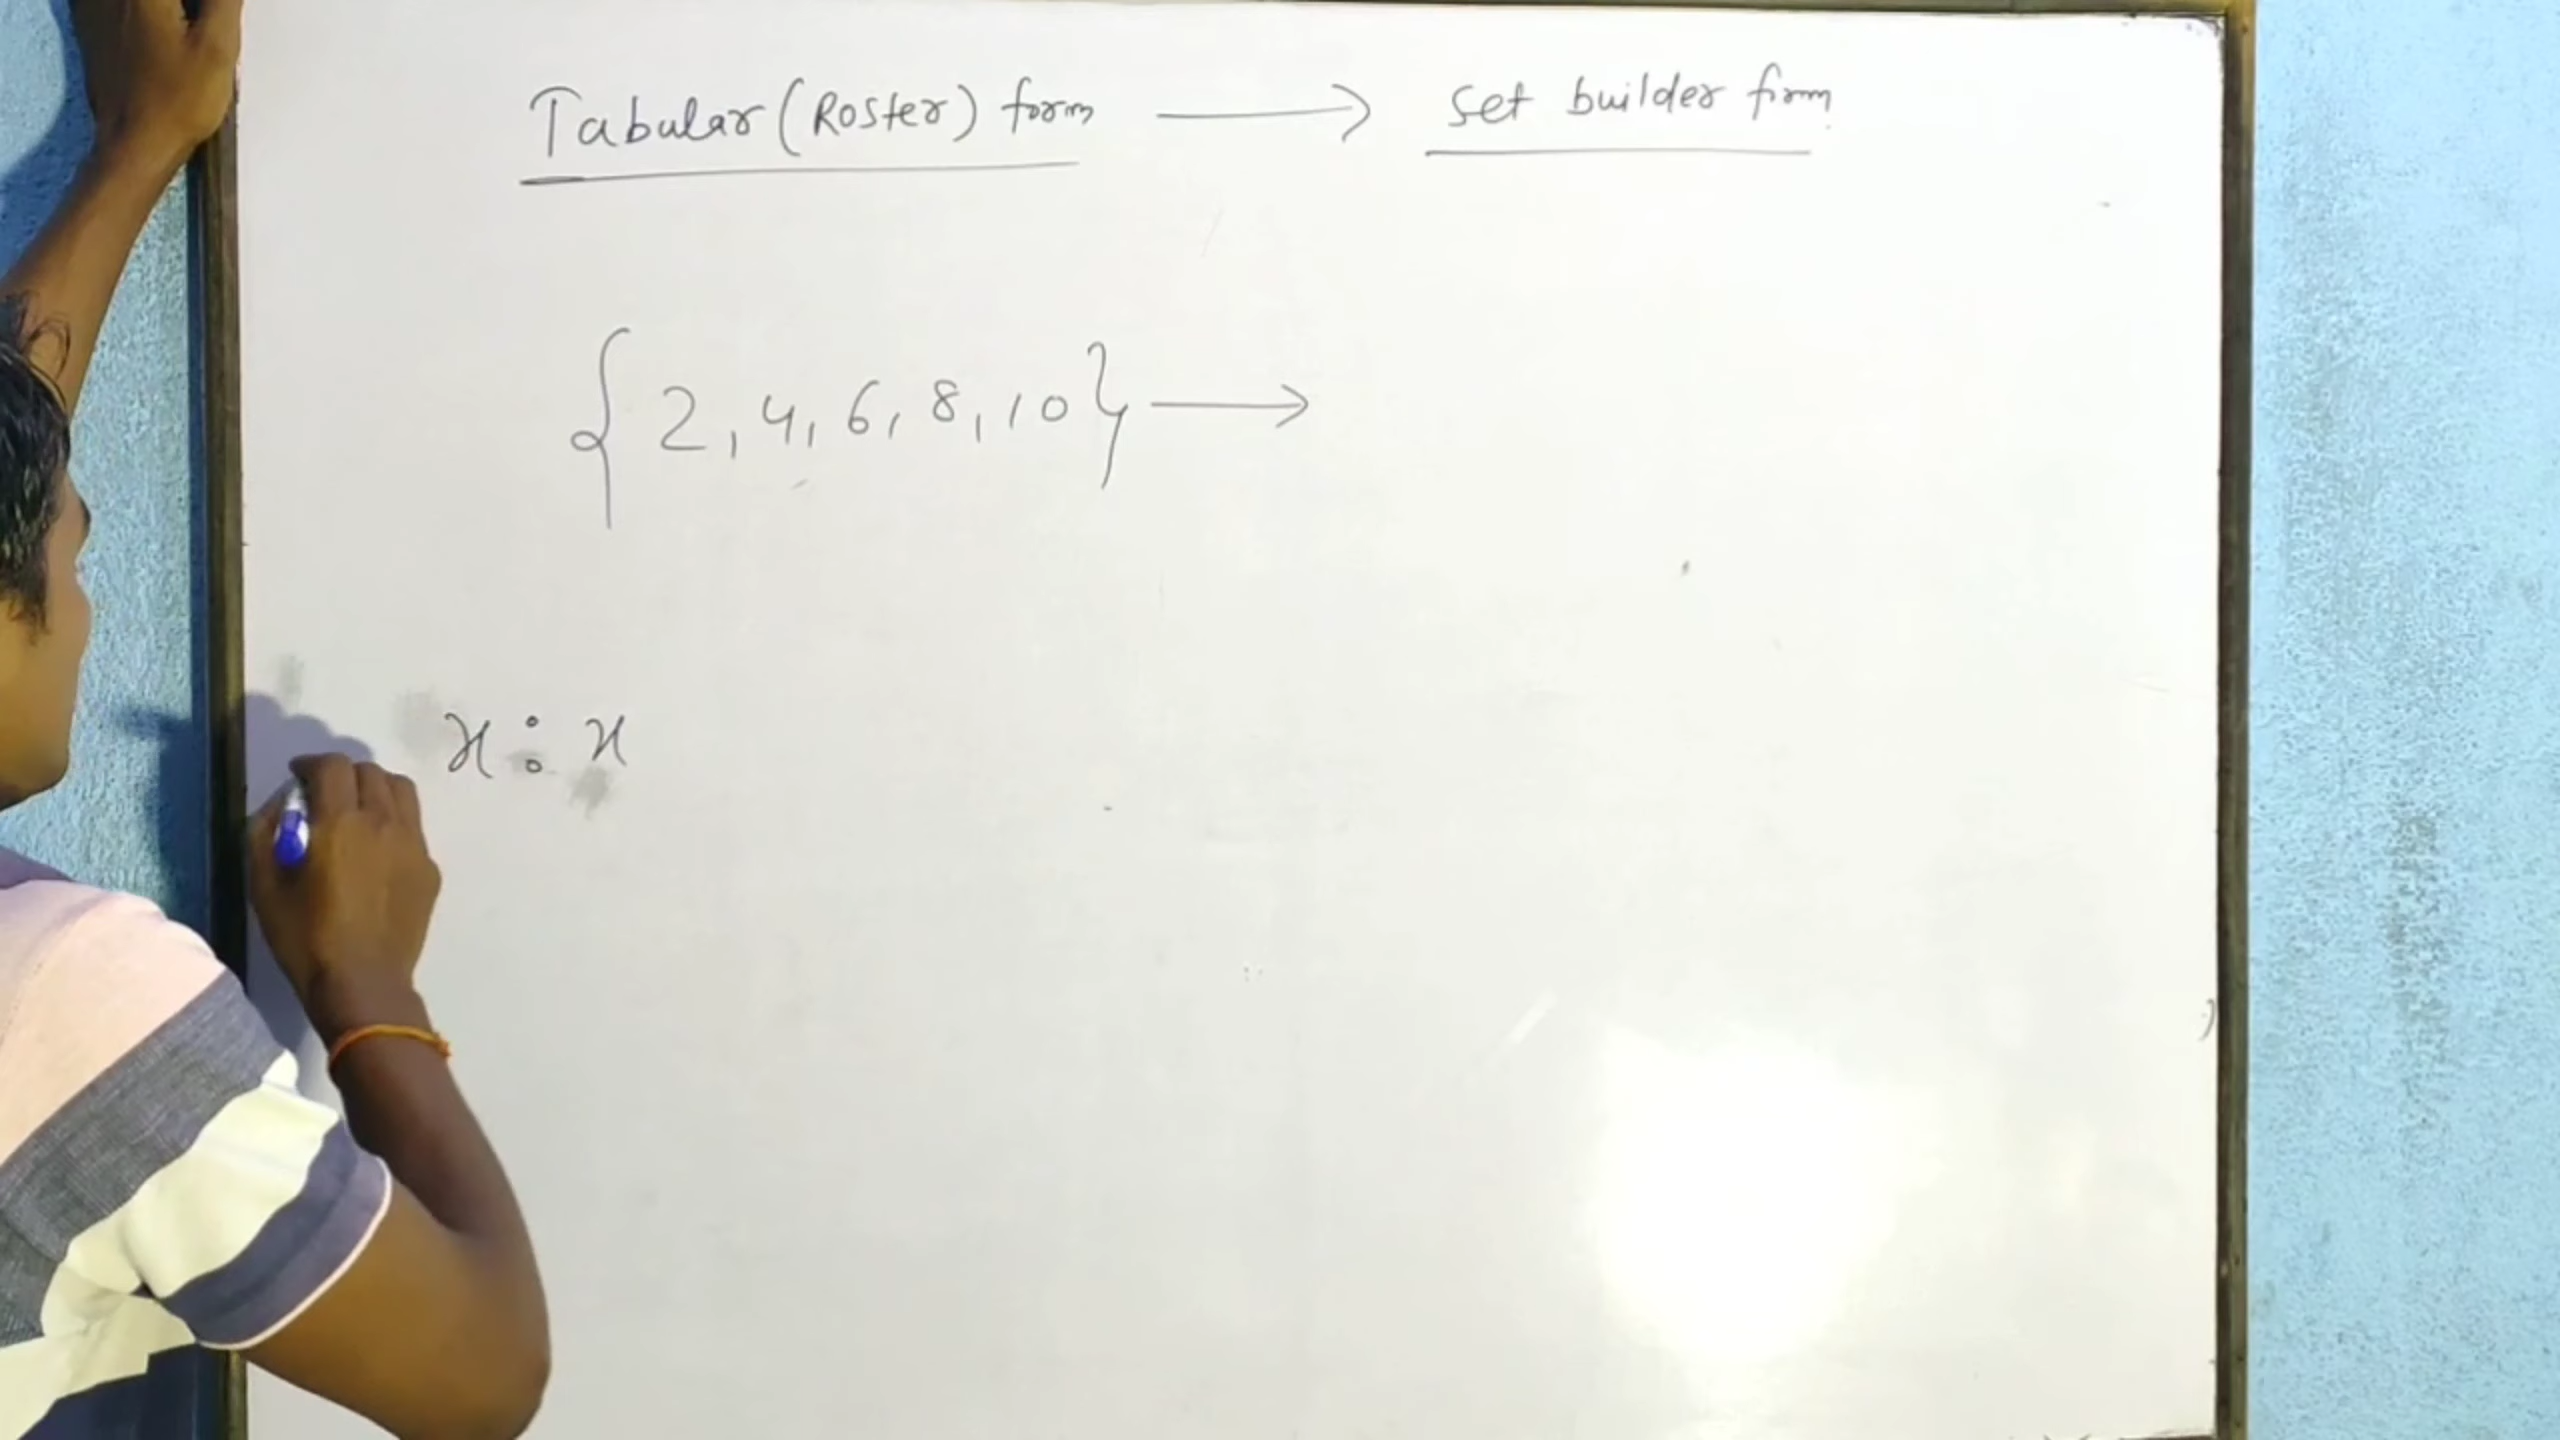 Tabular (Roster) form ⟶ set builder form
{2, 4, 6, 8, 10} ⟶
x : x